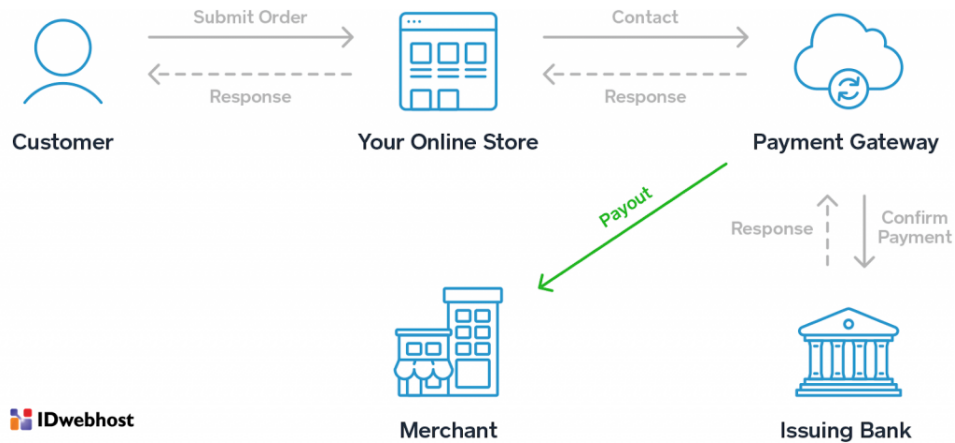 Submit Order
Contact
Response
Response
Customer
Your Online Store
Payment Gateway
Payout
Response
Confirm
Payment
IDwebhost
Merchant
Issuing Bank